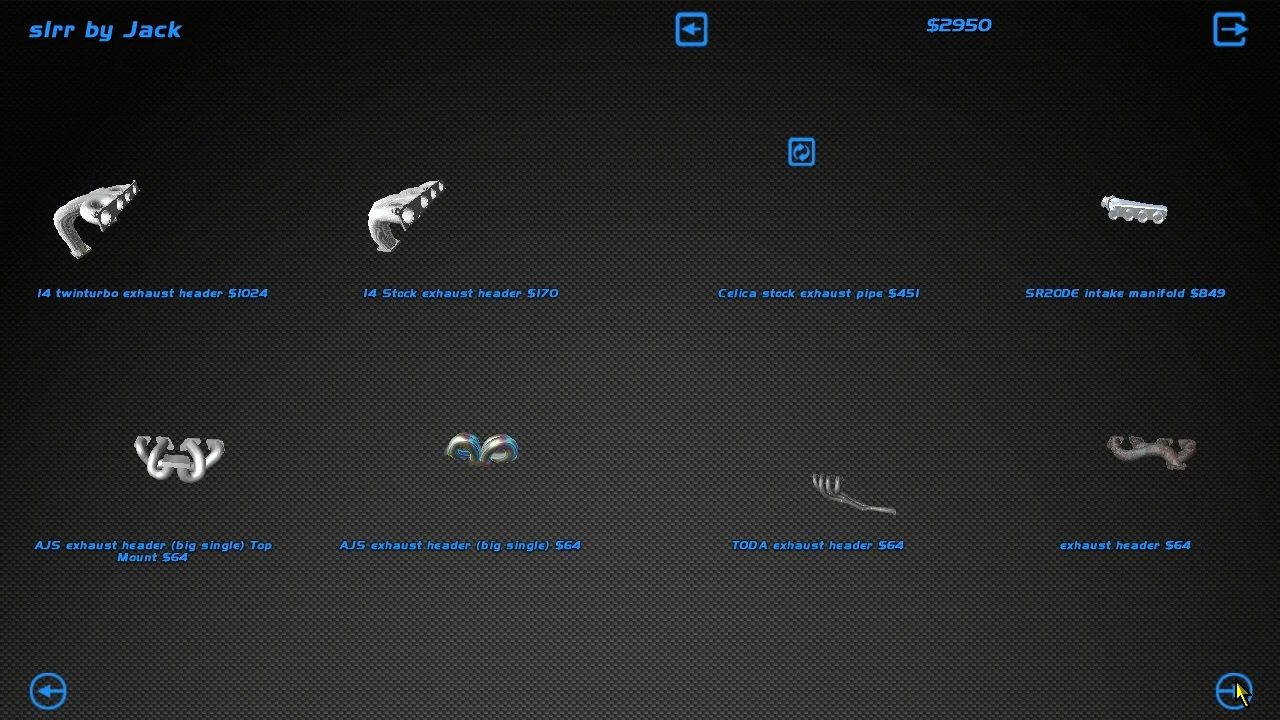 slrr by Jack
$2950
I4 twinturbo exhaust header $1024
I4 Stock exhaust header $170
Celica stock exhaust pipe $451
SR20DE intake manifold $849
AJS exhaust header (big single) Top
Mount $64
AJS exhaust header (big single) $64
TODA exhaust header $64
exhaust header $64